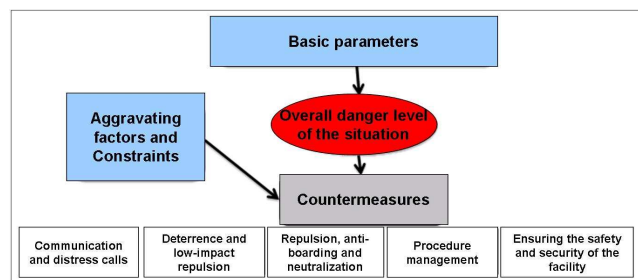 Basic parameters
Overall danger level
of the situation
Aggravating
factors and
Constraints
Countermeasures
Communication
and distress calls
Deterrence and
low-impact
repulsion
Repulsion, anti-
boarding and
neutralization
Procedure
management
Ensuring the safety
and security of the
facility